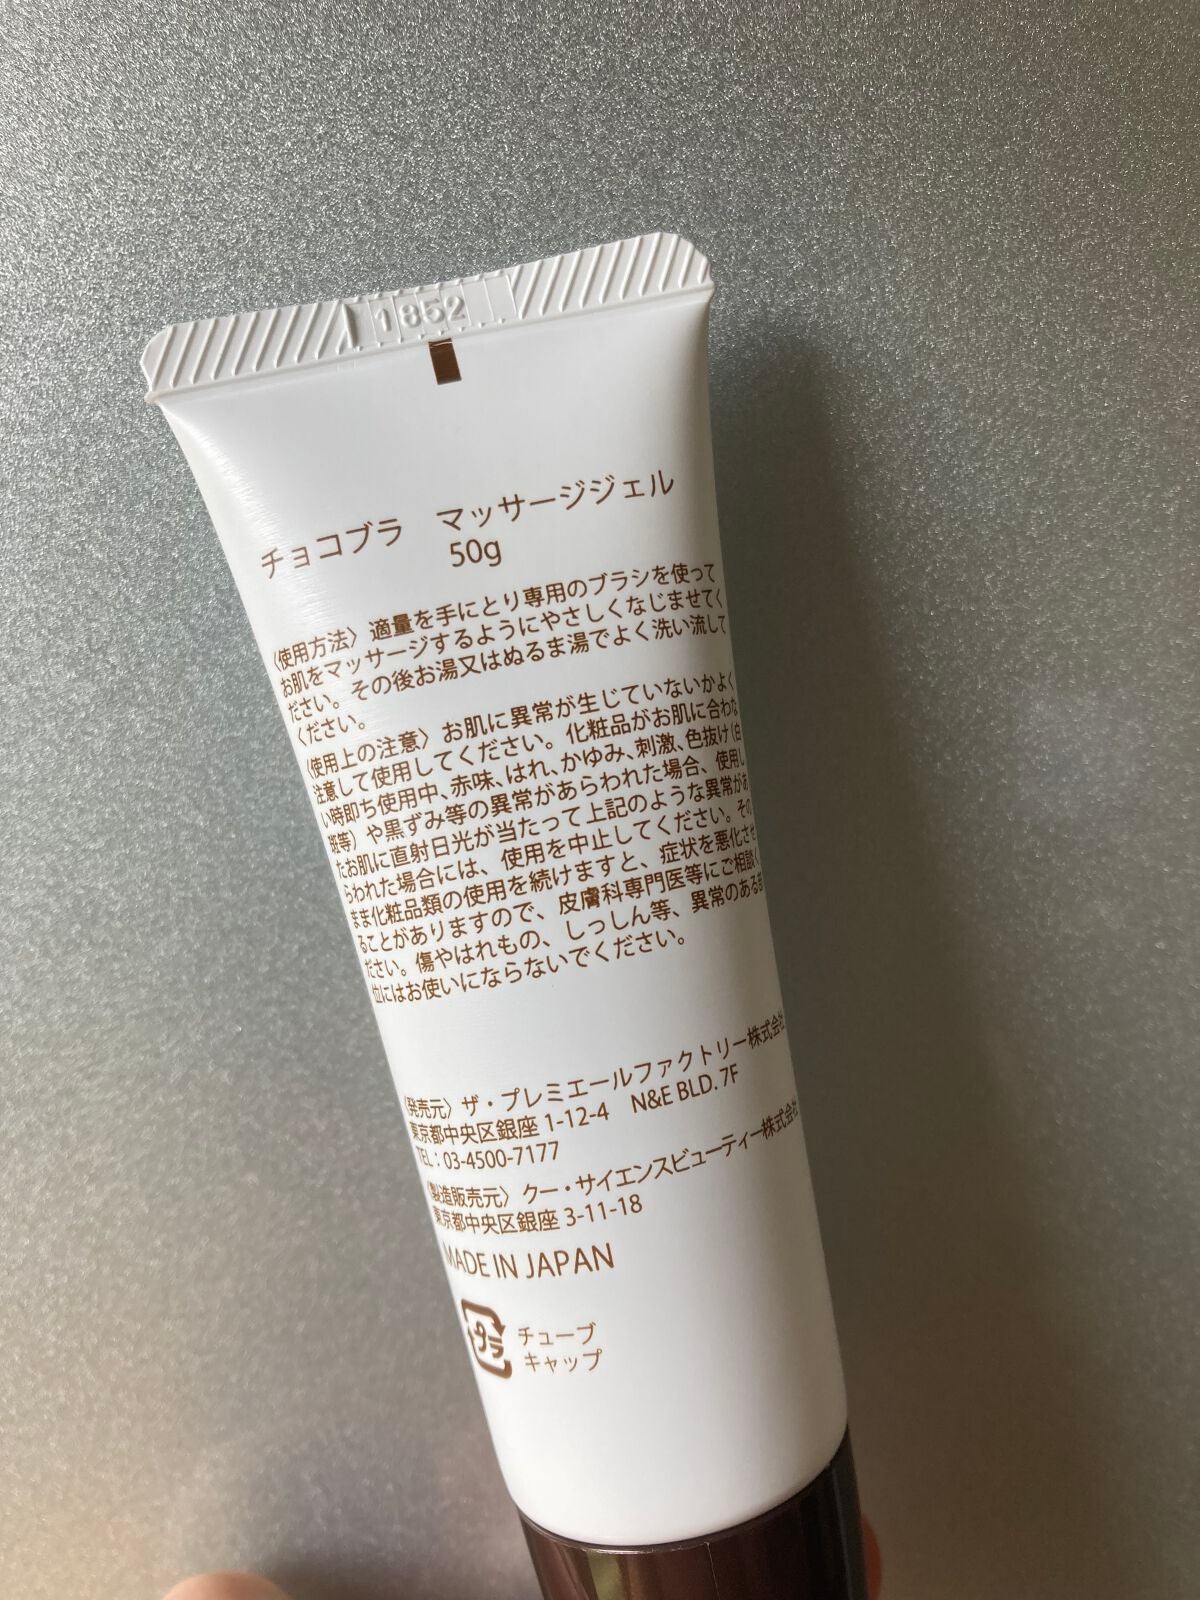 1852
チョコブラ　マッサージジェル
50g
〈使用方法〉適量を手にとり専用のブラシを使って
お肌をマッサージするようにやさしくなじませてく
ださい。その後お湯又はぬるま湯でよく洗い流して
ください。
〈使用上の注意〉お肌に異常が生じていないかよく
注意して使用してください。化粧品がお肌に合わな
い時即ち使用中、赤味、はれ、かゆみ、刺激、色抜け（白
斑等）や黒ずみ等の異常があらわれた場合、使用し
たお肌に直射日光が当たって上記のような異常があ
らわれた場合には、使用を中止してください。その
まま化粧品類の使用を続けますと、症状を悪化させ
ることがありますので、皮膚科専門医等にご相談く
ださい。傷やはれもの、しっしん等、異常のある部
位にはお使いにならないでください。
〈発売元〉ザ・プレミエールファクトリー株式会社
東京都中央区銀座 1-12-4　N&E BLD. 7F
TEL : 03-4500-7177
〈製造販売元〉クー・サイエンスビューティー株式会社
東京都中央区銀座 3-11-18
MADE IN JAPAN
プラ チューブ
キャップ